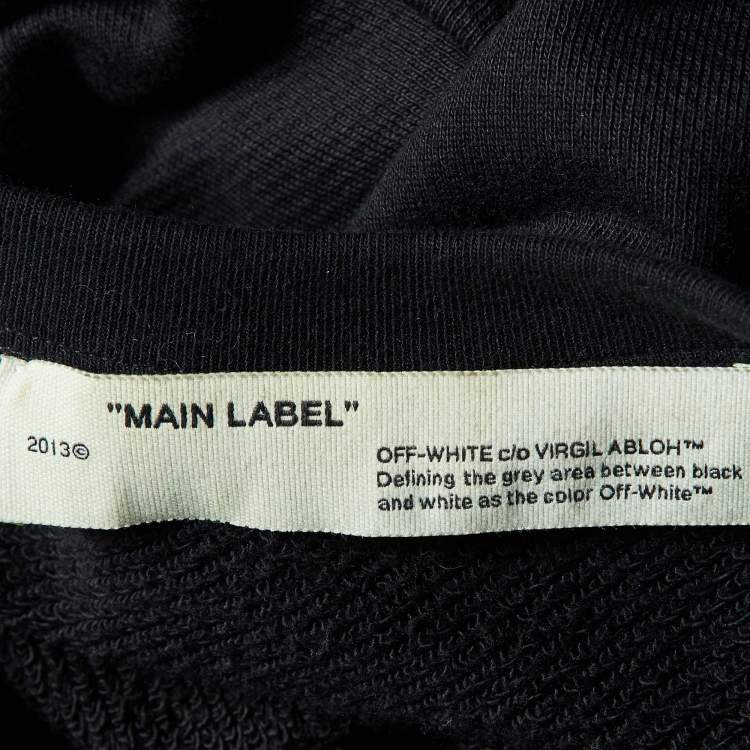 "MAIN LABEL"
2013©
OFF-WHITE c/o VIRGIL ABLOH™
Defining the grey area between black
and white as the color Off-White™